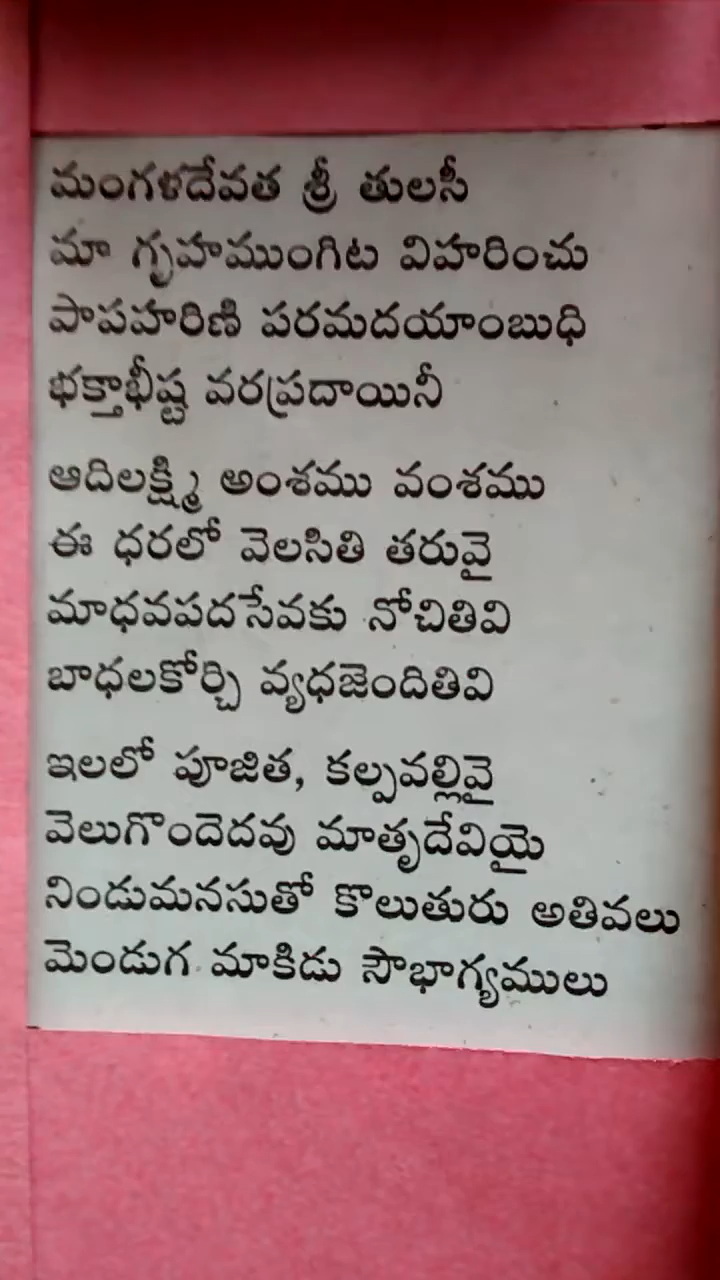 మంగళదేవత శ్రీ తులసీ
మా గృహముంగిట విహరించు
పాపహరిణి పరమదయాంబుధి
భక్తాభీష్ట వరప్రదాయినీ
ఆదిలక్ష్మి అంశము వంశము
ఈ ధరలో వెలసితి తరువై
మాధవపదసేవకు నోచితివి
బాధలకోర్చి వ్యధజెందితివి
ఇలలో పూజిత, కల్పవల్లివై
వెలుగొందెదవు మాతృదేవియై
నిండుమనసుతో కొలుతురు అతివలు
మెండుగ మాకిడు సౌభాగ్యములు